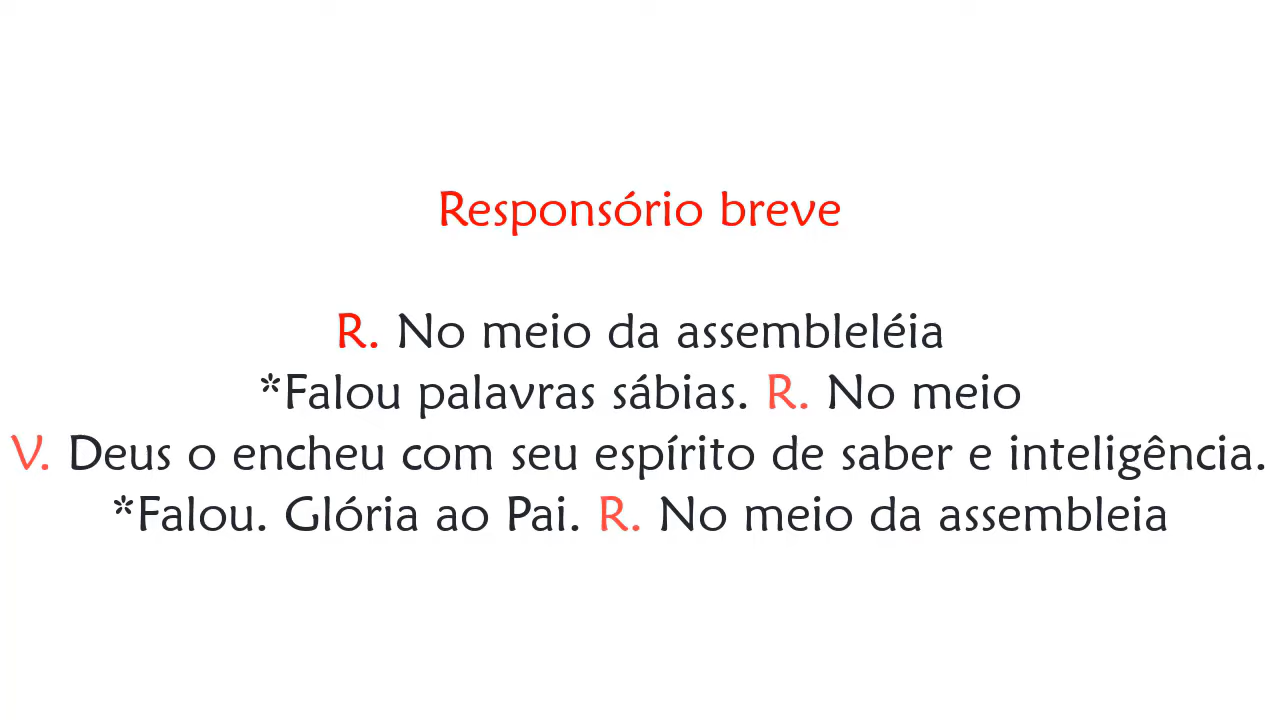 Responsório breve
R. No meio da assembleléia
*Falou palavras sábias. R. No meio
V. Deus o encheu com seu espírito de saber e inteligência.
*Falou. Glória ao Pai. R. No meio da assembleia